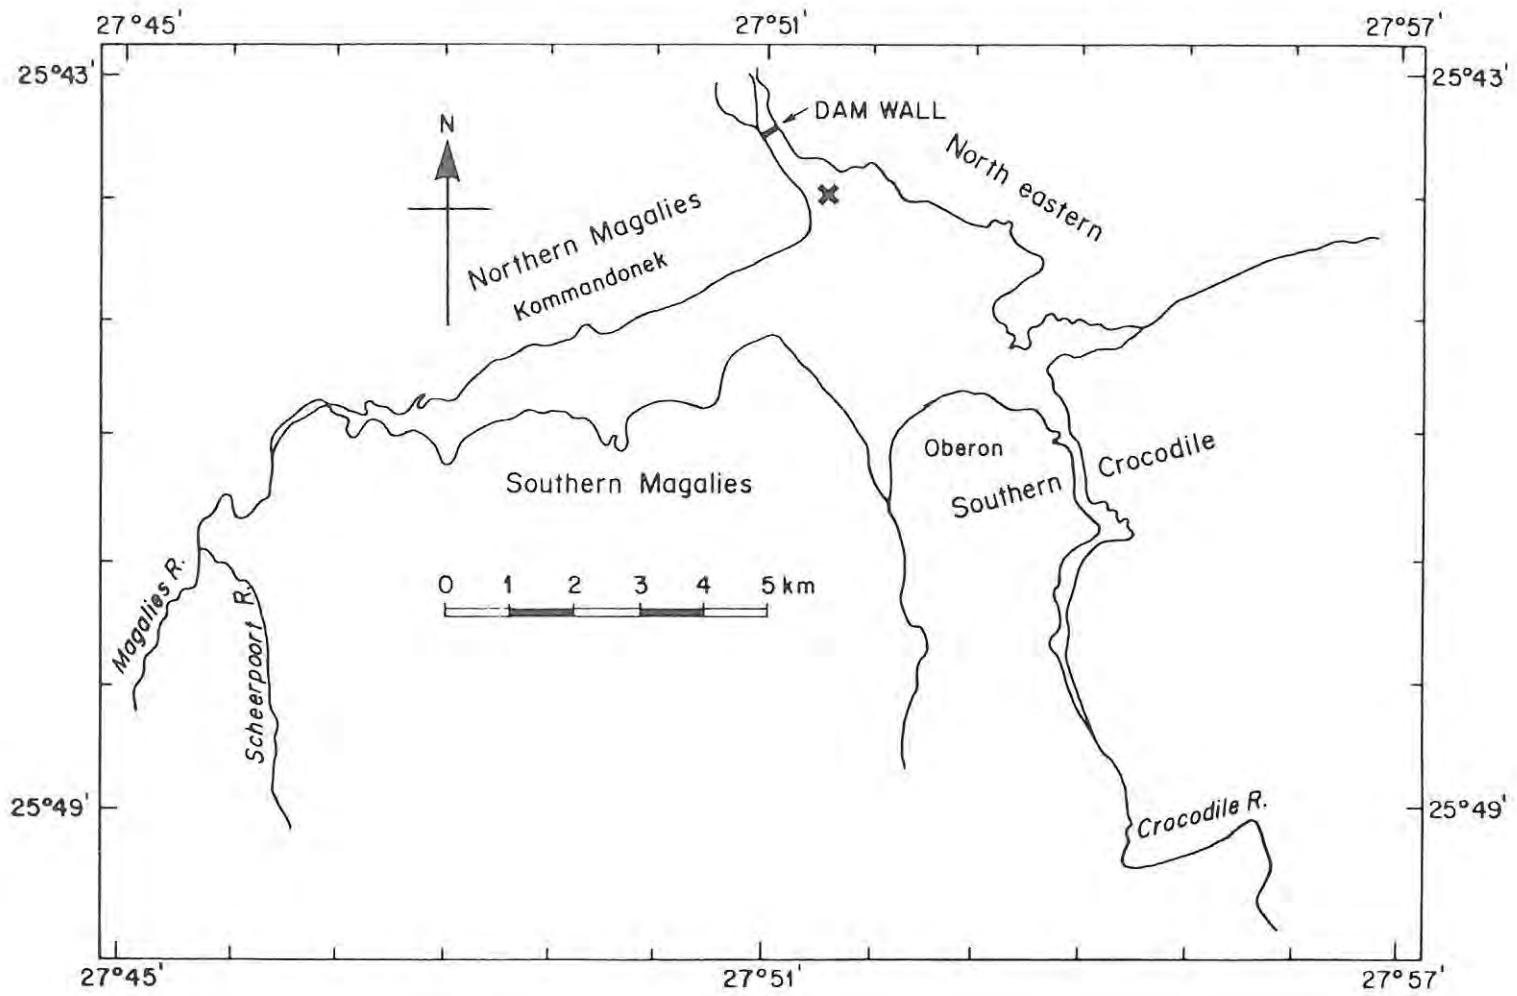 27°45'
27°51'
27°57'
25°43'
25°43'
DAM WALL
N
North eastern
Northern Magalies
Kommandonek
Oberon
Crocodile
Southern
Southern Magalies
0 1 2 3 4 5 km
Magalies R.
Scheerpoort R.
25°49'
25°49'
Crocodile R.
27°45'
27°51'
27°57'